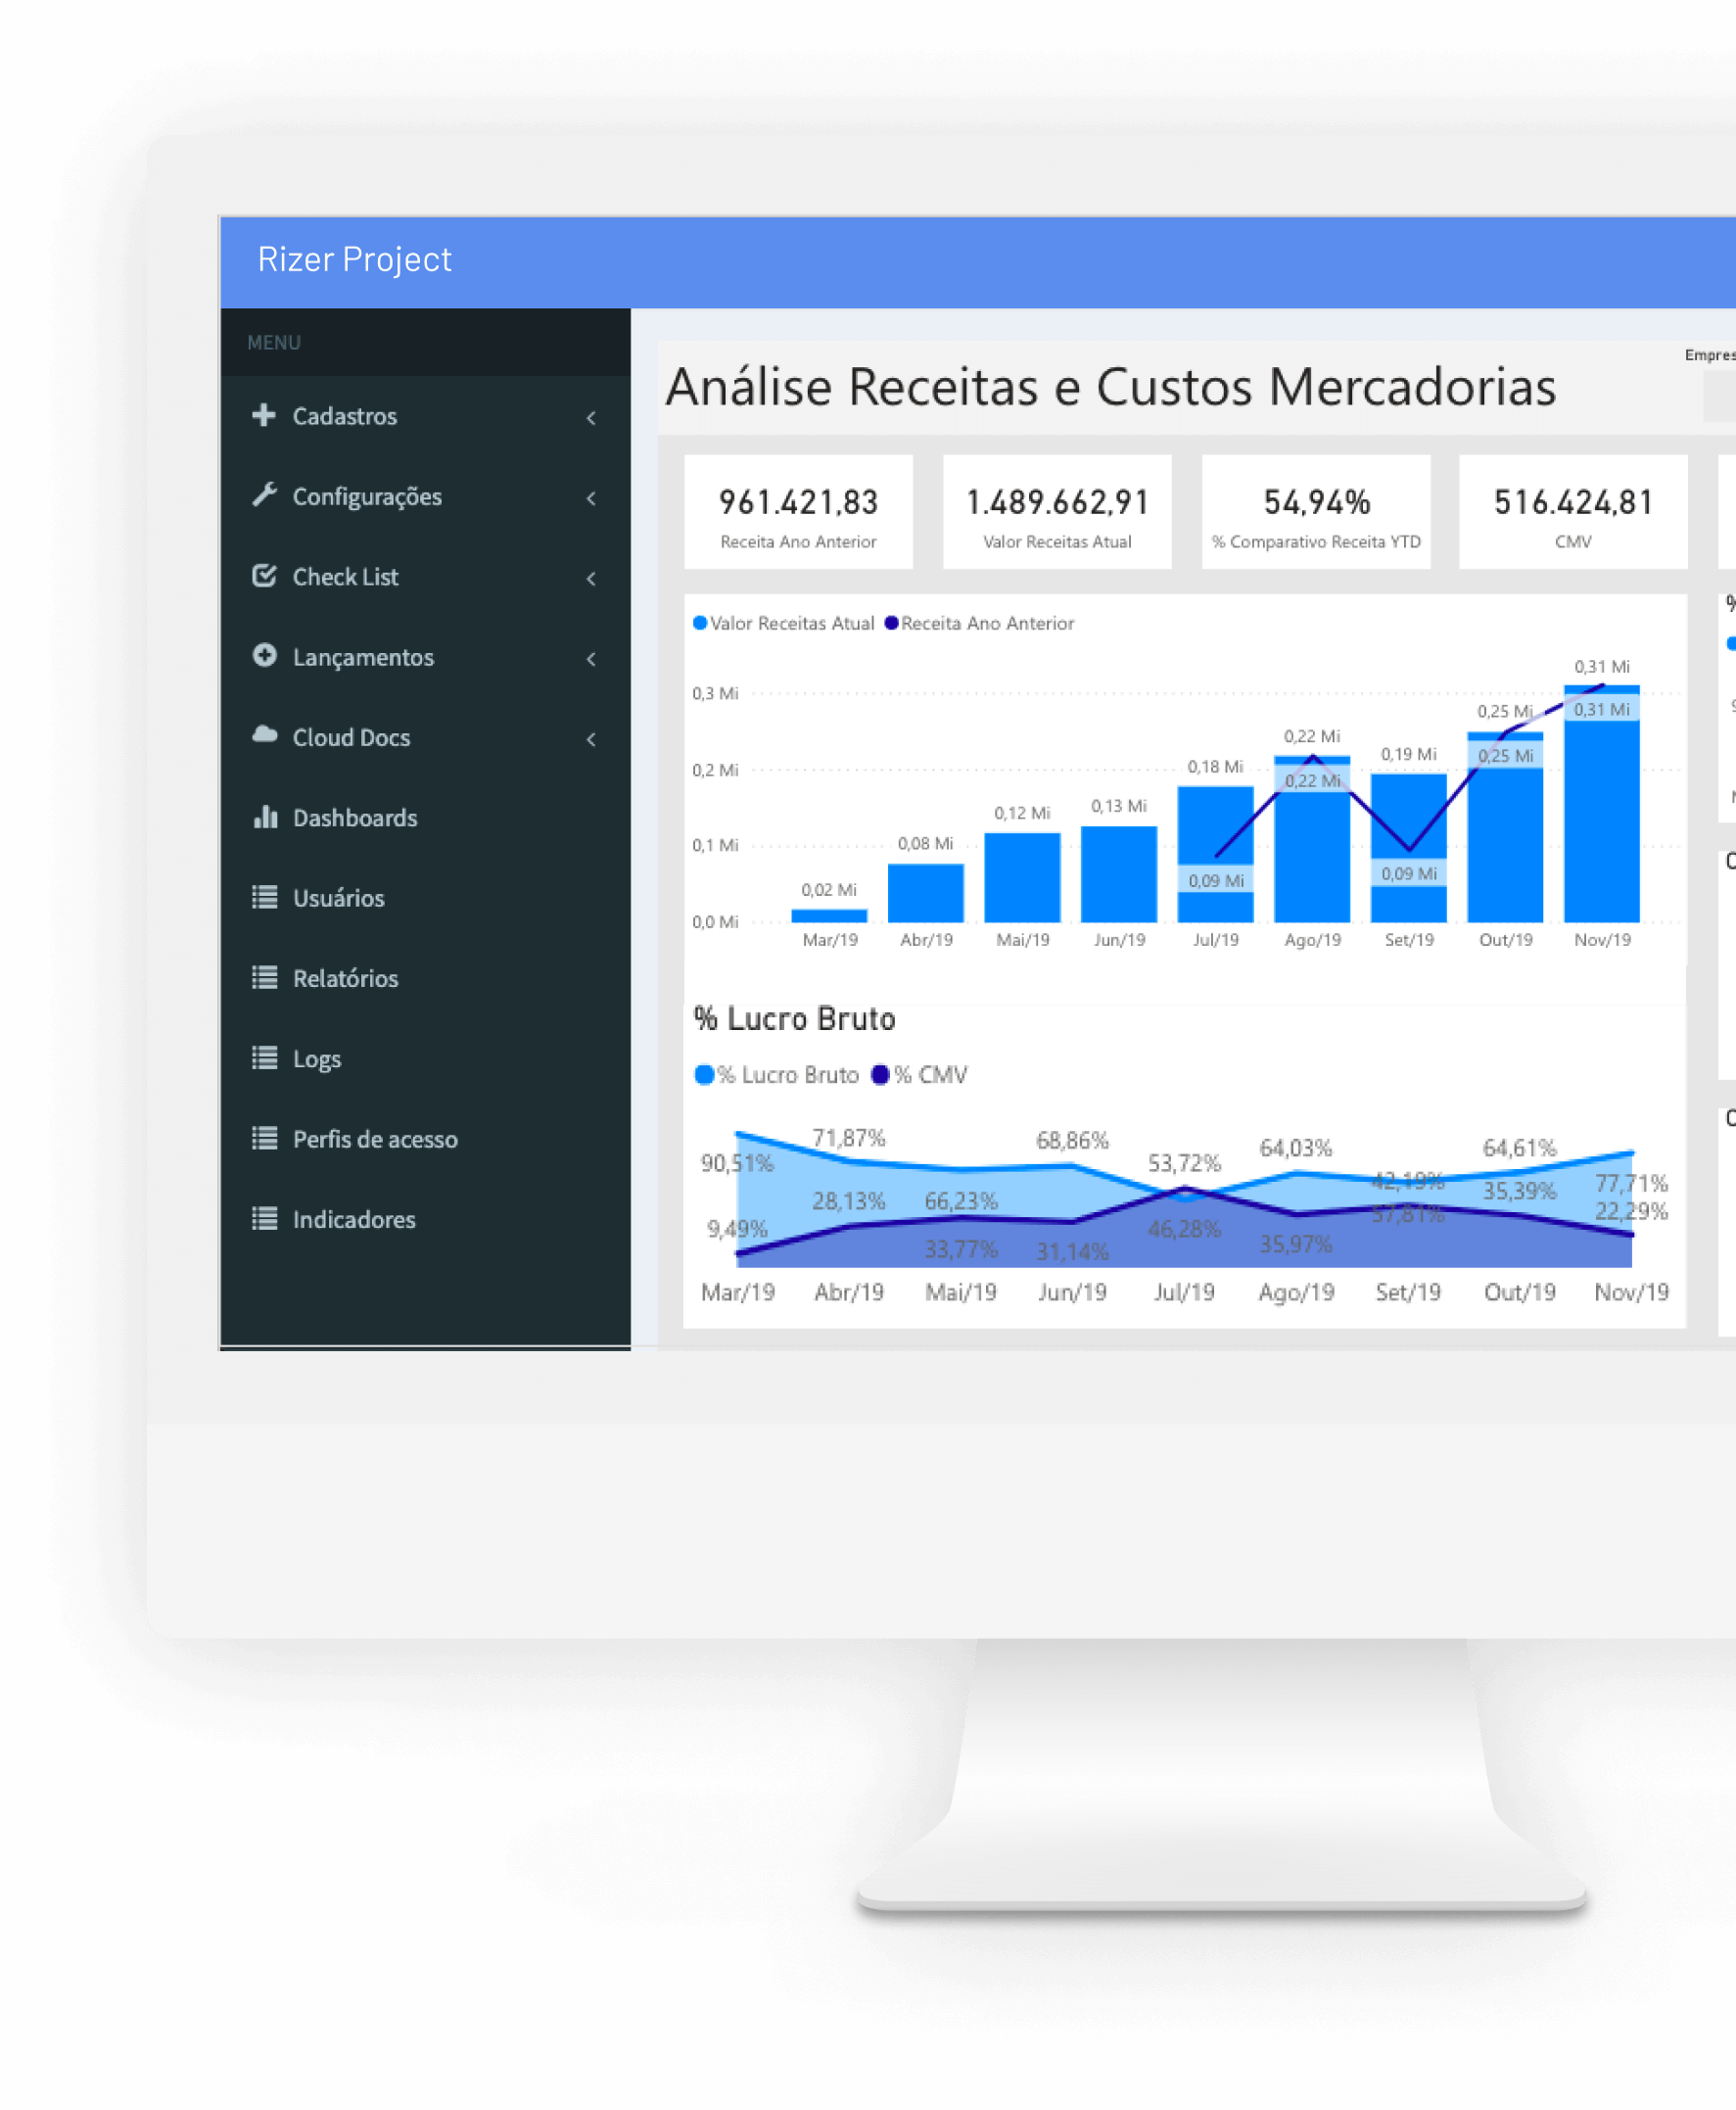 Rizer Project
MENU
Cadastros
Configurações
Check List
Lançamentos
Cloud Docs
Dashboards
Usuários
Relatórios
Logs
Perfis de acesso
Indicadores
Análise Receitas e Custos Mercadorias
961.421,83
Receita Ano Anterior
1.489.662,91
Valor Receitas Atual
54,94%
% Comparativo Receita YTD
516.424,81
CMV
Valor Receitas Atual Receita Ano Anterior
0,3 Mi
0,2 Mi
0,1 Mi
0,0 Mi
0,02 Mi
0,08 Mi
0,12 Mi
0,13 Mi
0,18 Mi
0,22 Mi
0,19 Mi
0,25 Mi
0,31 Mi
0,09 Mi
0,22 Mi
0,09 Mi
0,25 Mi
0,31 Mi
Mar/19 Abr/19 Mai/19 Jun/19 Jul/19 Ago/19 Set/19 Out/19 Nov/19
% Lucro Bruto
% Lucro Bruto % CMV
90,51% 71,87% 66,23% 68,86% 53,72% 64,03% 42,19% 64,61% 77,71%
9,49% 28,13% 33,77% 31,14% 46,28% 35,97% 57,81% 35,39% 22,29%
Mar/19 Abr/19 Mai/19 Jun/19 Jul/19 Ago/19 Set/19 Out/19 Nov/19